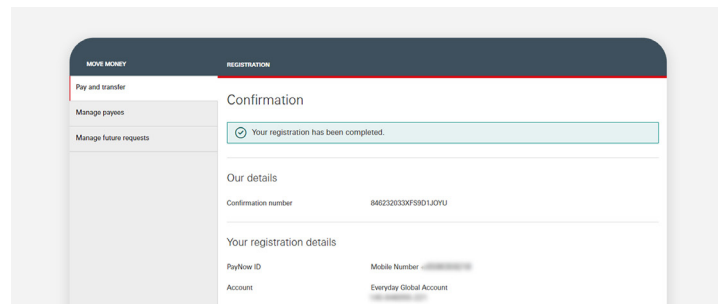 MOVE MONEY
REGISTRATION
Pay and transfer
Manage payees
Manage future requests
Confirmation
Your registration has been completed.
Our details
Confirmation number 846232033XFS9D1JOYU
Your registration details
PayNow ID Mobile Number
Account Everyday Global Account